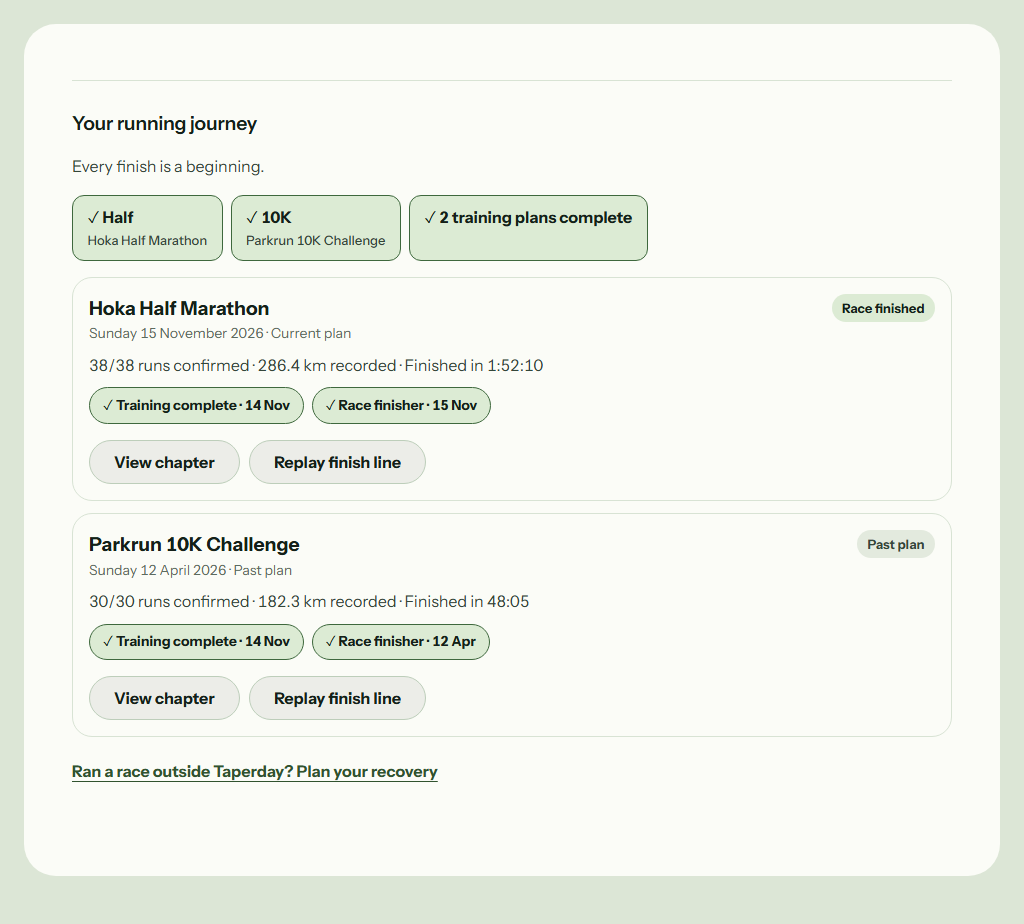 Your running journey
Every finish is a beginning.
✓ Half
Hoka Half Marathon
✓ 10K
Parkrun 10K Challenge
✓ 2 training plans complete
Hoka Half Marathon
Race finished
Sunday 15 November 2026 · Current plan
38/38 runs confirmed · 286.4 km recorded · Finished in 1:52:10
✓ Training complete · 14 Nov
✓ Race finisher · 15 Nov
View chapter
Replay finish line
Parkrun 10K Challenge
Past plan
Sunday 12 April 2026 · Past plan
30/30 runs confirmed · 182.3 km recorded · Finished in 48:05
✓ Training complete · 14 Nov
✓ Race finisher · 12 Apr
View chapter
Replay finish line
Ran a race outside Taperday? Plan your recovery